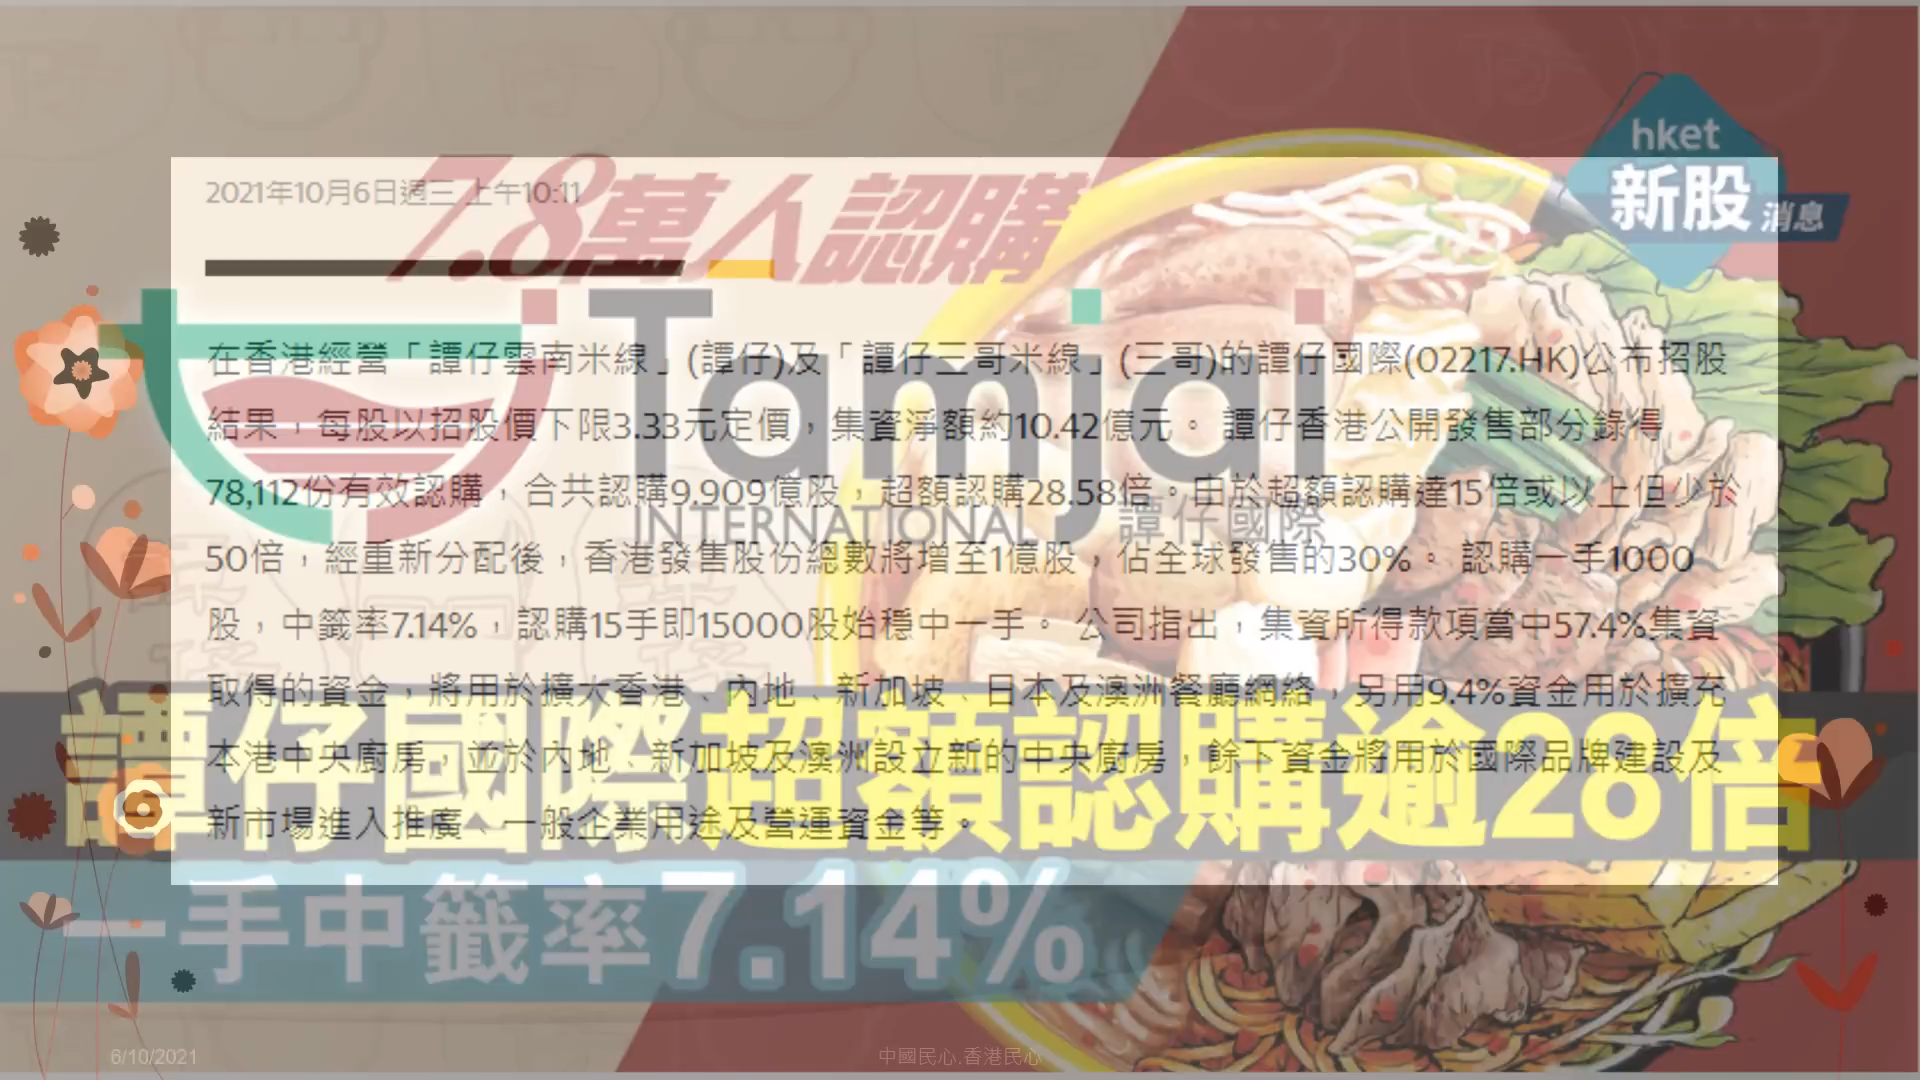 hket
新股 消息
2021年10月6日週三 上午10:11
7.8萬人認購
Tamjai
INTERNATIONAL 譚仔國際
在香港經營「譚仔雲南米線」(譚仔)及「譚仔三哥米線」(三哥)的譚仔國際(02217.HK)公布招股
結果，每股以招股價下限3.33元定價，集資淨額約10.42億元。 譚仔香港公開發售部分錄得
78,112份有效認購，合共認購9.909億股，超額認購28.58倍。由於超額認購達15倍或以上但少於
50倍，經重新分配後，香港發售股份總數將增至1億股，佔全球發售的30%。 認購一手1000
股，中籤率7.14%，認購15手即15000股始穩中一手。 公司指出，集資所得款項當中57.4%集資
取得的資金，將用於擴大香港、內地、新加坡、日本及澳洲餐廳網絡，另用9.4%資金用於擴充
本港中央廚房，並於內地、新加坡及澳洲設立新的中央廚房，餘下資金將用於國際品牌建設及
新市場進入推廣、一般企業用途及營運資金等。
譚仔國際超額認購逾28倍
一手中籤率7.14%
6/10/2021
中國民心.香港民心